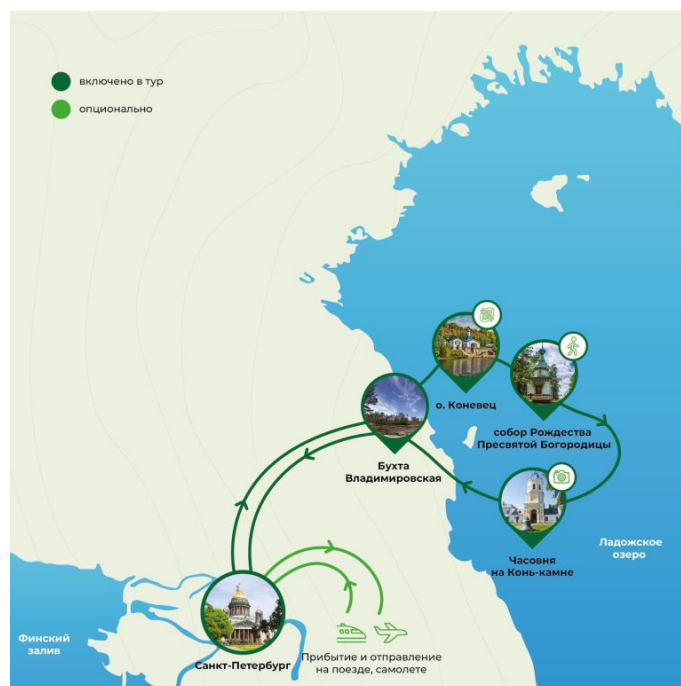 включено в тур
опционально
о. Коневец
собор Рождества
Пресвятой Богородицы
Бухта
Владимировская
Часовня
на Конь-камне
Ладожское
озеро
Финский
залив
Санкт-Петербург
Прибытие и отправление
на поезде, самолете